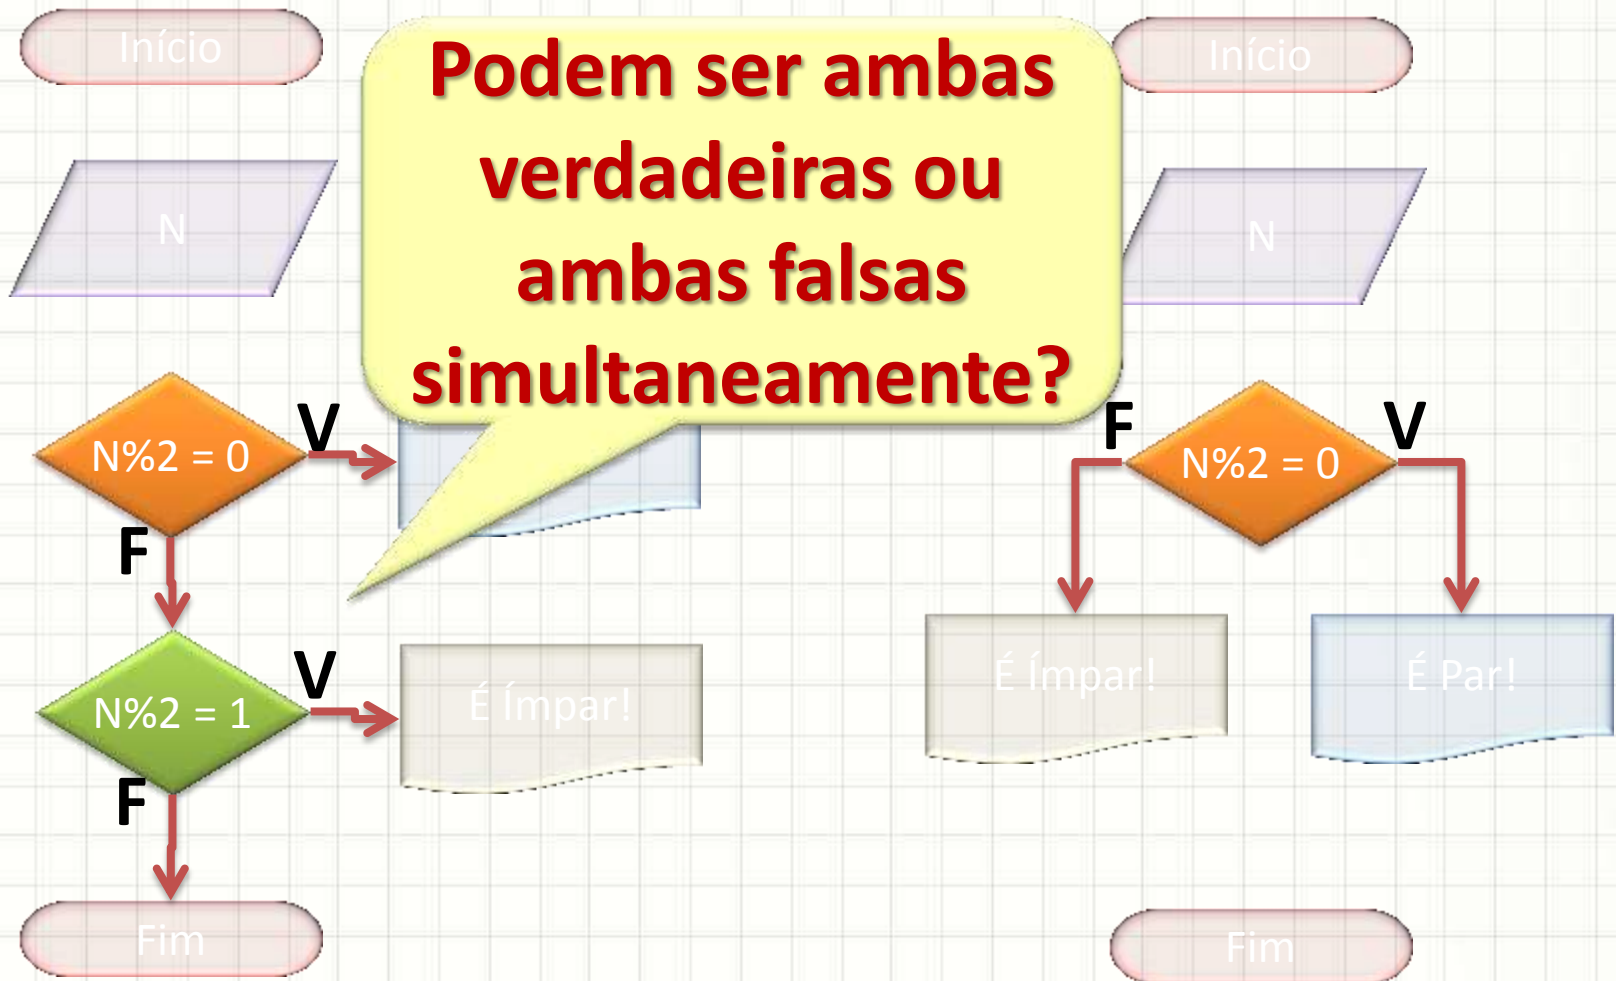 Início
Podem ser ambas
verdadeiras ou
ambas falsas
simultaneamente?
Início
N
N
N%2 = 0
V
F
N%2 = 1
V
É Ímpar!
F
Fim
F
N%2 = 0
V
É Ímpar!
É Par!
Fim